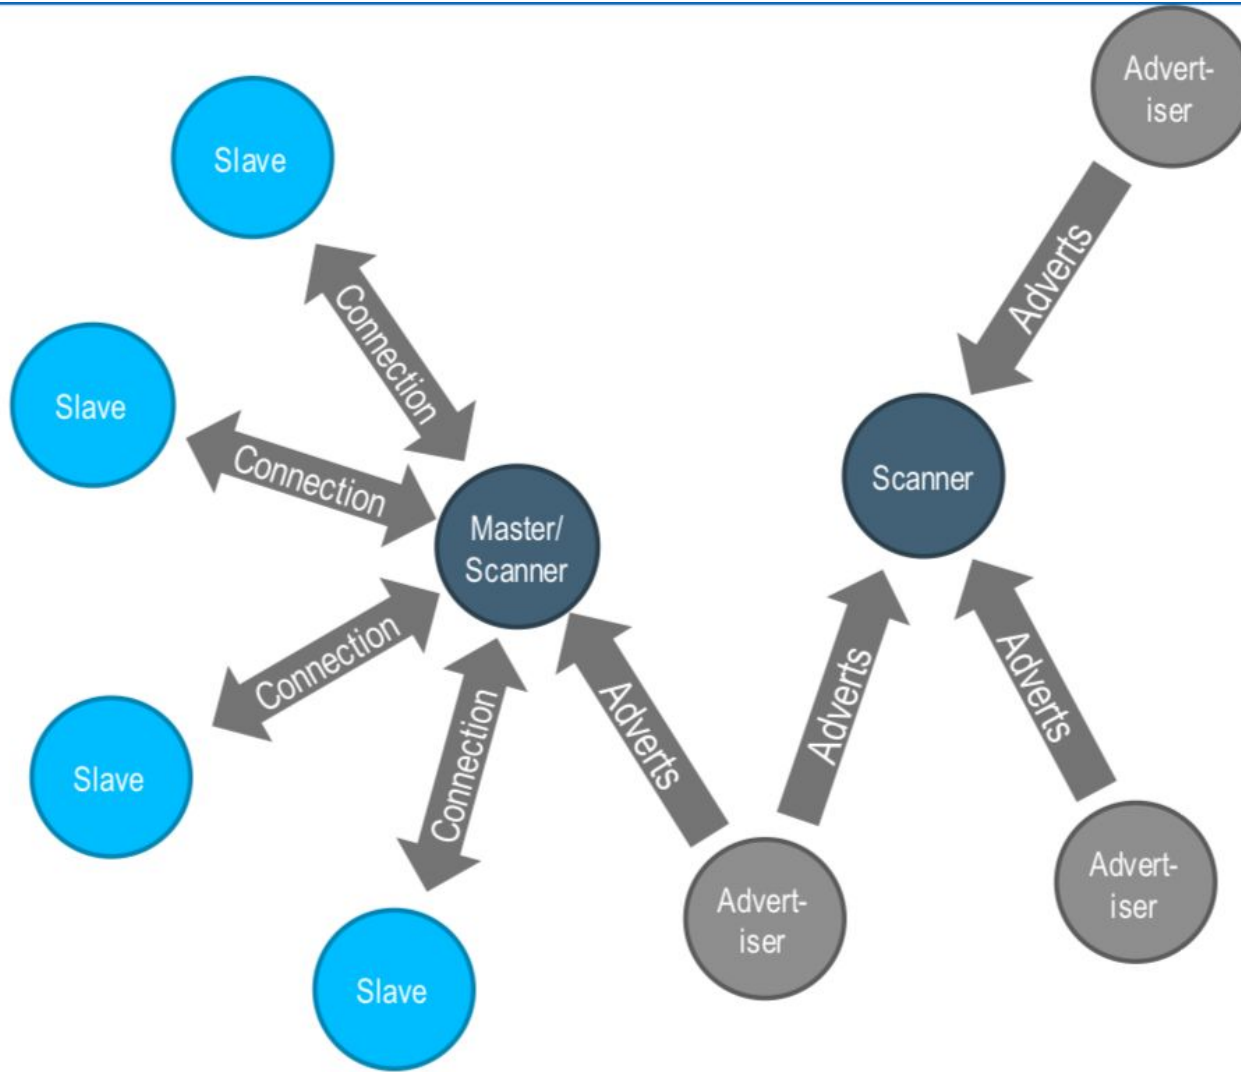 Advert-
iser
Slave
Adverts
Connection
Slave
Connection
Scanner
Master/
Scanner
Connection
Connection
Adverts
Adverts
Adverts
Slave
Advert-
iser
Advert-
iser
Slave